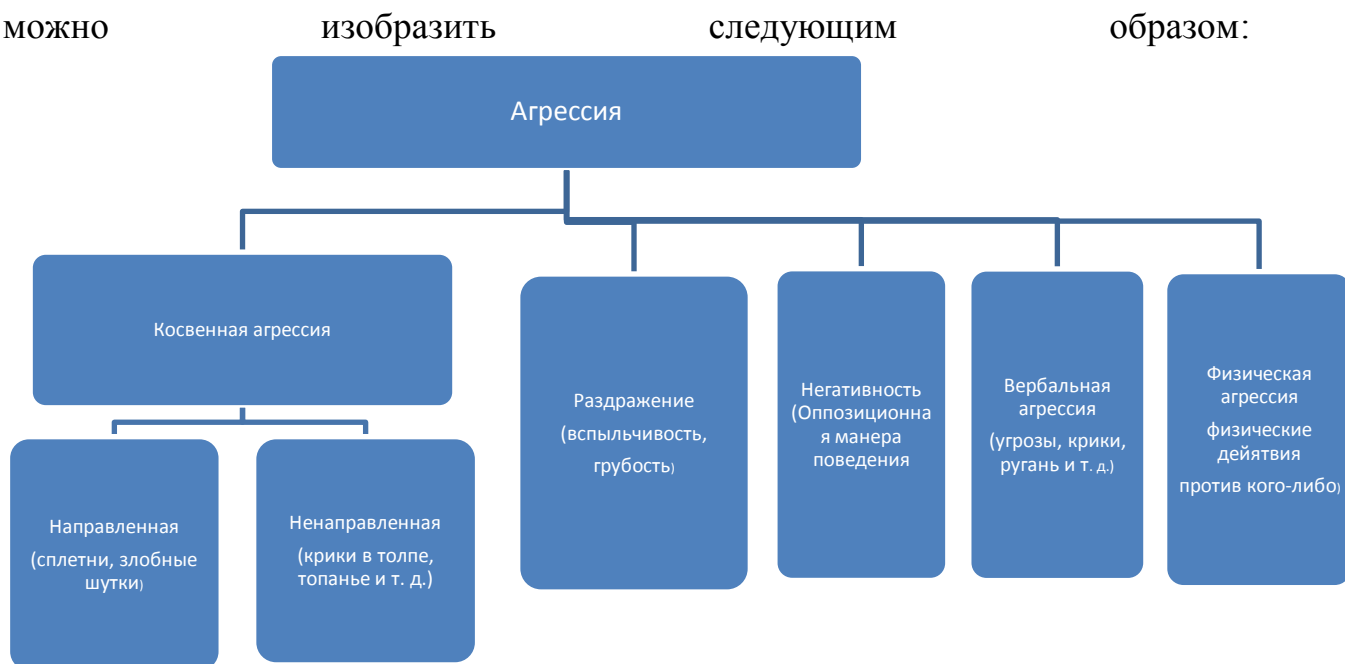 можно изобразить следующим образом:
Агрессия
Косвенная агрессия
Раздражение
(вспыльчивость,
грубость)
Негативность
(Оппозиционна
я манера
поведения
Вербальная
агрессия
(угрозы, крики,
ругань и т. д.)
Физическая
агрессия
физические
дейятвия
против кого-либо)
Направленная
(сплетни, злобные
шутки)
Ненаправленная
(крики в толпе,
топанье и т. д.)